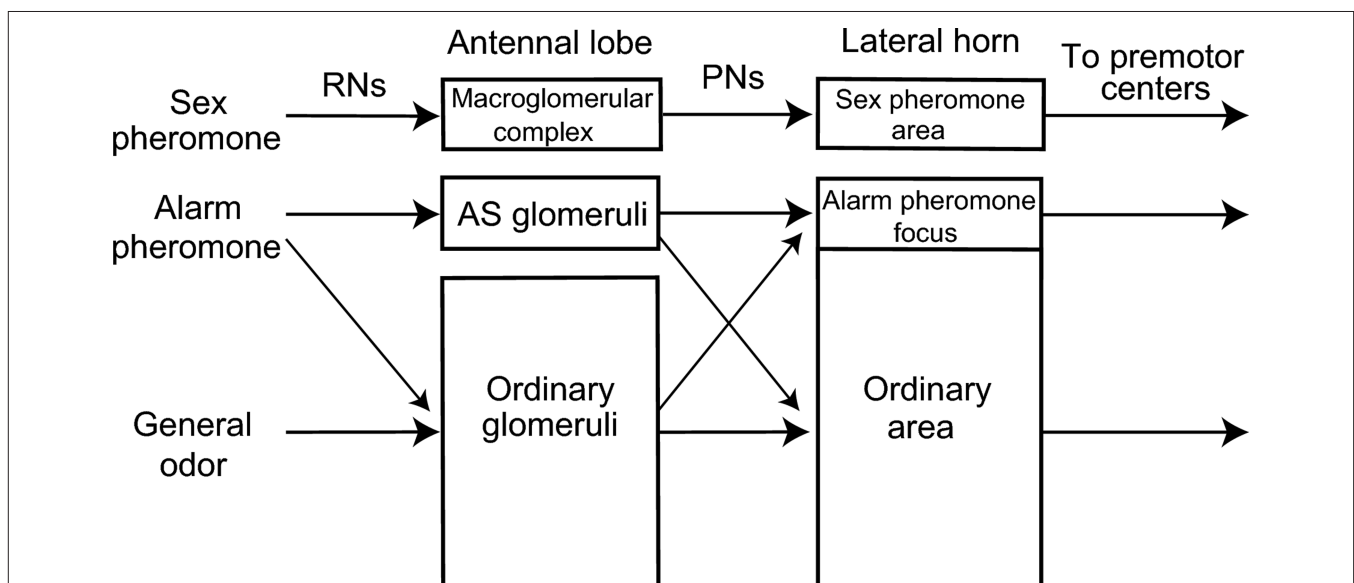 Antennal lobe
Lateral horn
To premotor
centers
RNs
PNs
Sex
pheromone
Macroglomerular
complex
Sex pheromone
area
Alarm
pheromone
AS glomeruli
Alarm pheromone
focus
General
odor
Ordinary
glomeruli
Ordinary
area